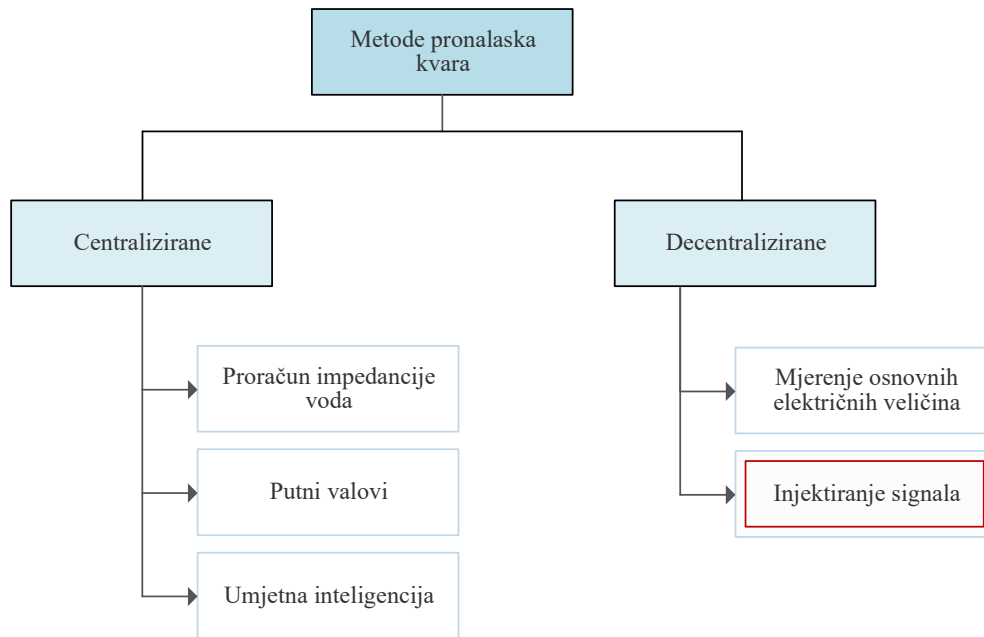 Metode pronalaska
kvara
Centralizirane
Decentralizirane
Proračun impedancije
voda
Putni valovi
Umjetna inteligencija
Mjerenje osnovnih
električnih veličina
Injektiranje signala